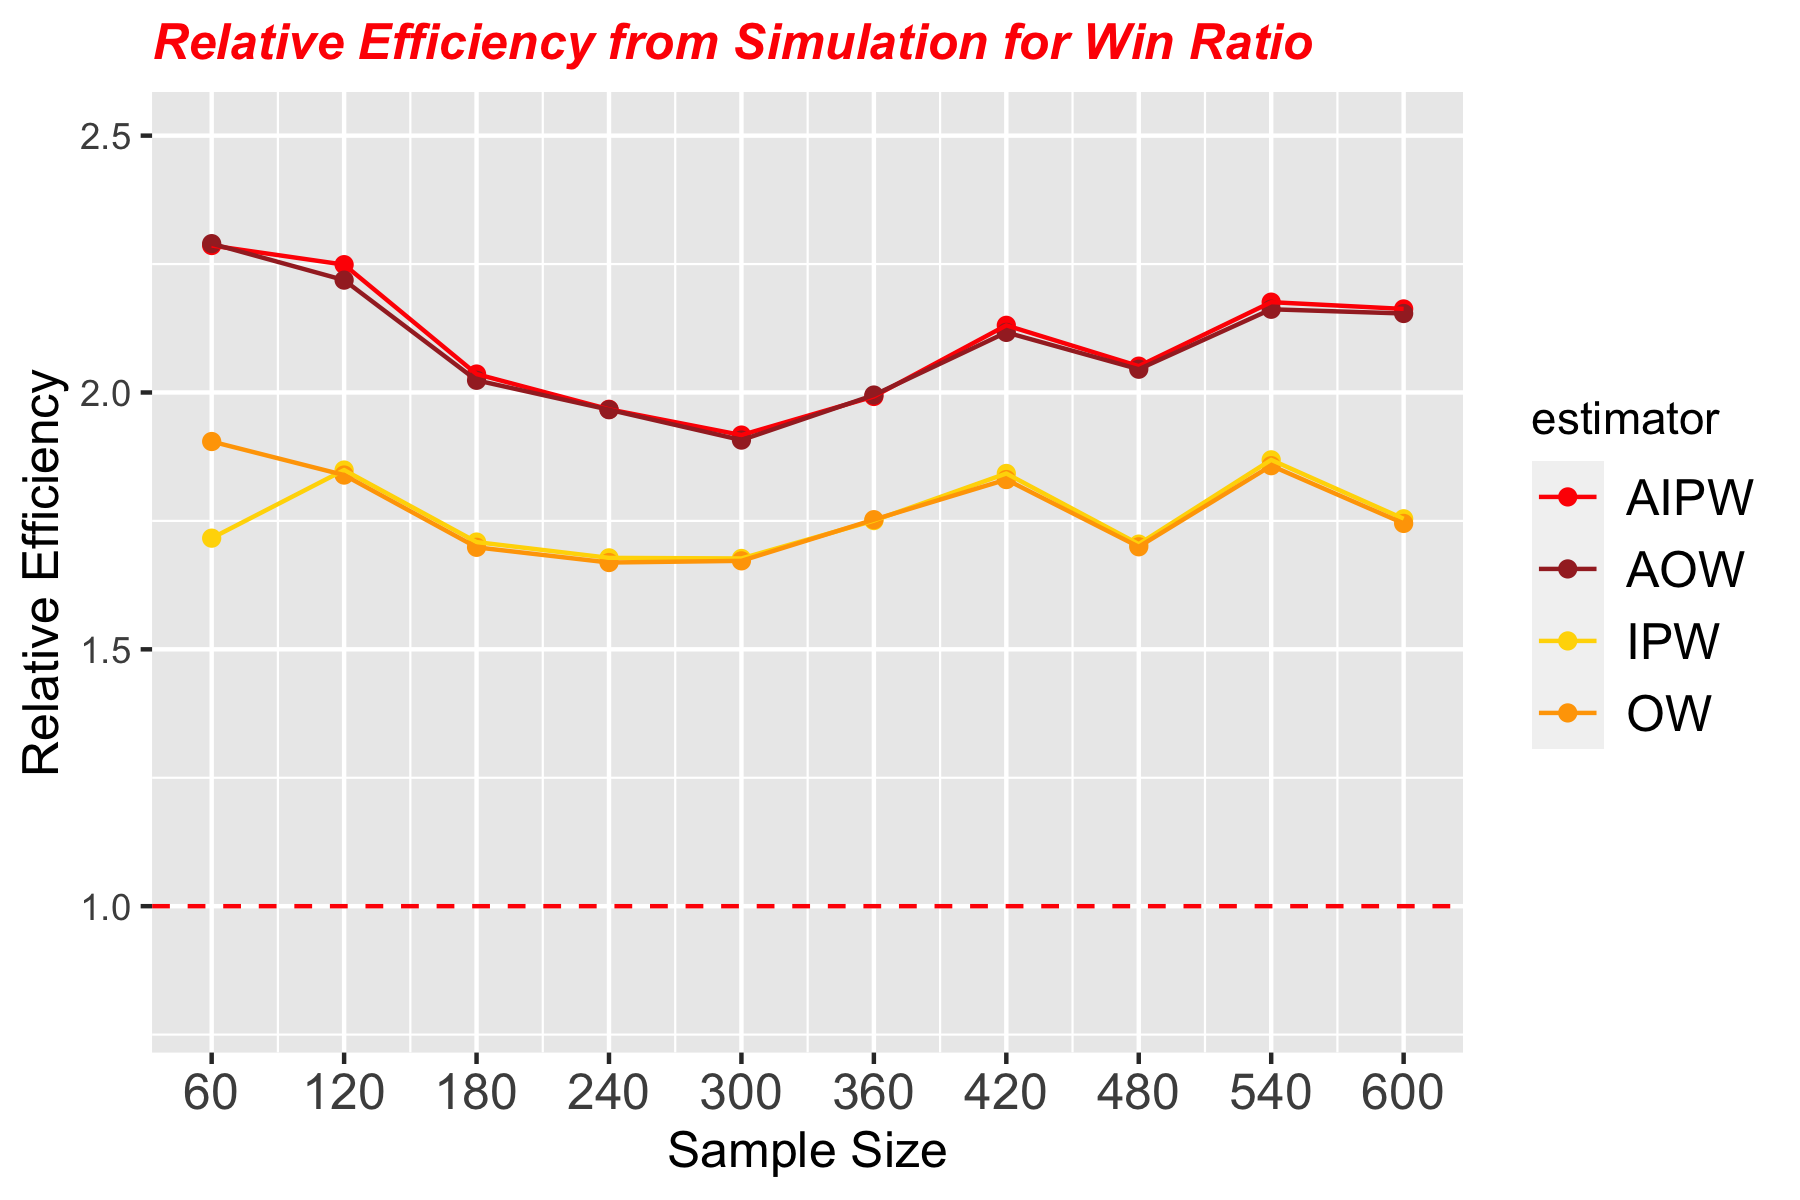 Relative Efficiency from Simulation for Win Ratio
Relative Efficiency
2.5
2.0
1.5
1.0
60 120 180 240 300 360 420 480 540 600
Sample Size
estimator
AIPW
AOW
IPW
OW